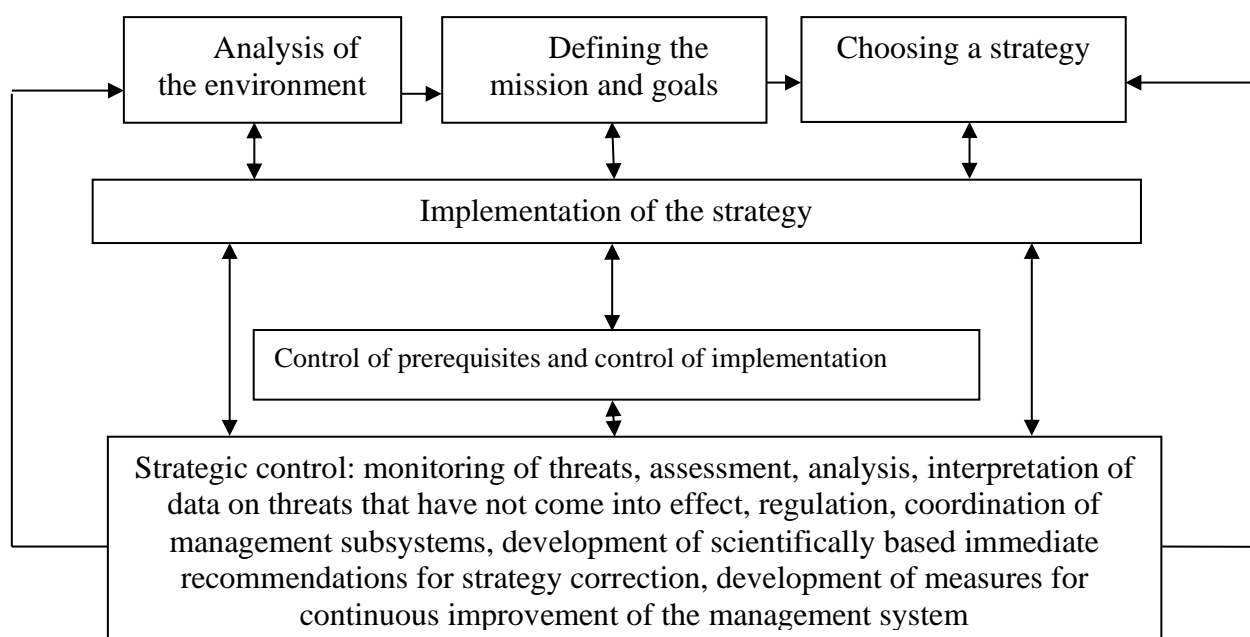 Analysis of
the environment
Defining the
mission and goals
Choosing a strategy
Implementation of the strategy
Control of prerequisites and control of implementation
Strategic control: monitoring of threats, assessment, analysis, interpretation of
data on threats that have not come into effect, regulation, coordination of
management subsystems, development of scientifically based immediate
recommendations for strategy correction, development of measures for
continuous improvement of the management system